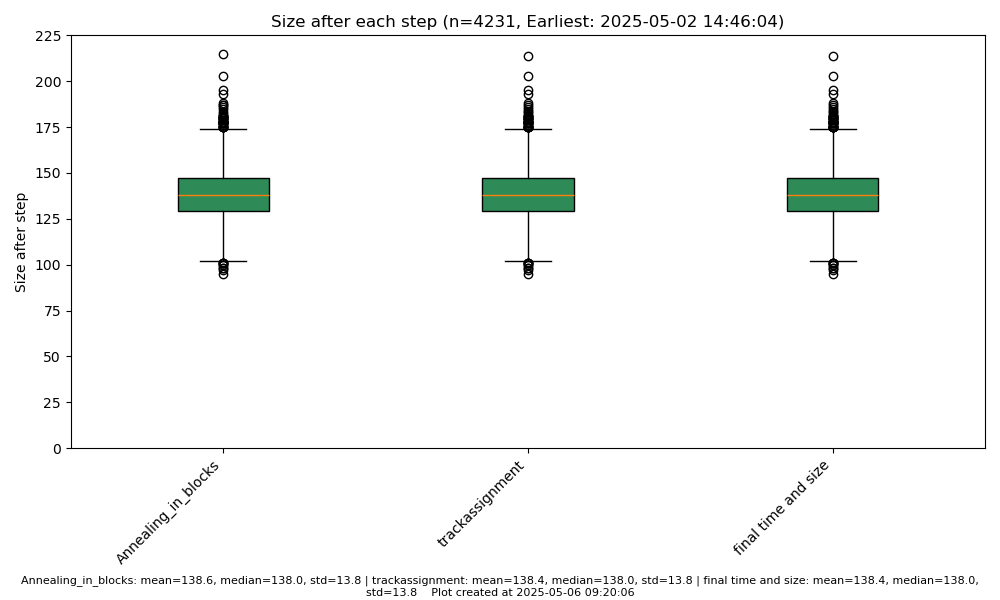 Size after each step (n=4231, Earliest: 2025-05-02 14:46:04)
225
200
175
150
125
100
75
50
25
0
Size after step
Annealing_in_blocks
trackassignment
final time and size
Annealing_in_blocks: mean=138.6, median=138.0, std=13.8 | trackassignment: mean=138.4, median=138.0, std=13.8 | final time and size: mean=138.4, median=138.0,
std=13.8    Plot created at 2025-05-06 09:20:06